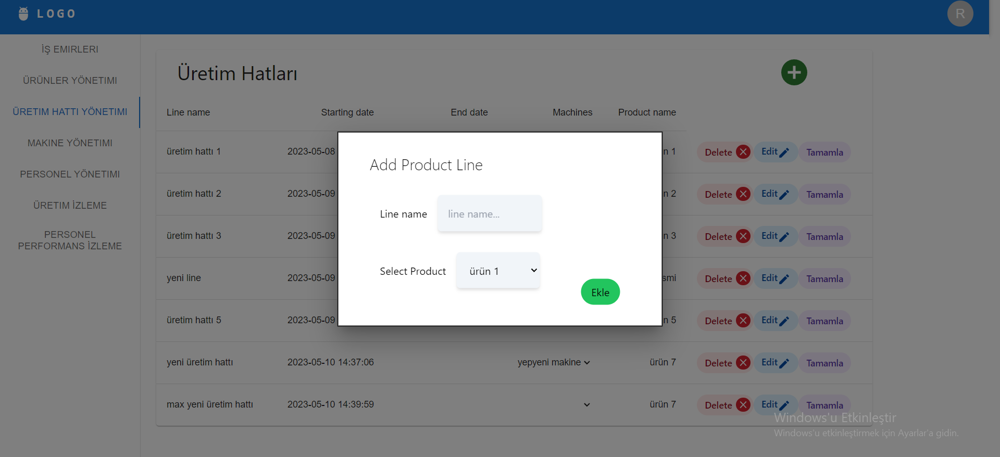 LOGO
R
İŞ EMIRLERI
ÜRÜNLER YÖNETIMI
ÜRETIM HATTI YÖNETIMI
MAKINE YÖNETIMI
PERSONEL YÖNETIMI
ÜRETIM İZLEME
PERSONEL
PERFORMANS İZLEME
Üretim Hatları
Line name Starting date End date Machines Product name
üretim hattı 1 2023-05-08 n 1 Delete Edit Tamamla
üretim hattı 2 2023-05-09 n 2 Delete Edit Tamamla
üretim hattı 3 2023-05-09 n 3 Delete Edit Tamamla
yeni line 2023-05-09 smi Delete Edit Tamamla
üretim hattı 5 2023-05-09 n 5 Delete Edit Tamamla
yeni üretim hattı 2023-05-10 14:37:06 yepyeni makine ürün 7 Delete Edit Tamamla
max yeni üretim hattı 2023-05-10 14:39:59 ürün 7 Delete Edit Tamamla
Add Product Line
Line name line name...
Select Product ürün 1
Ekle
Windows'u Etkinleştir
Windows'u etkinleştirmek için Ayarlar'a gidin.